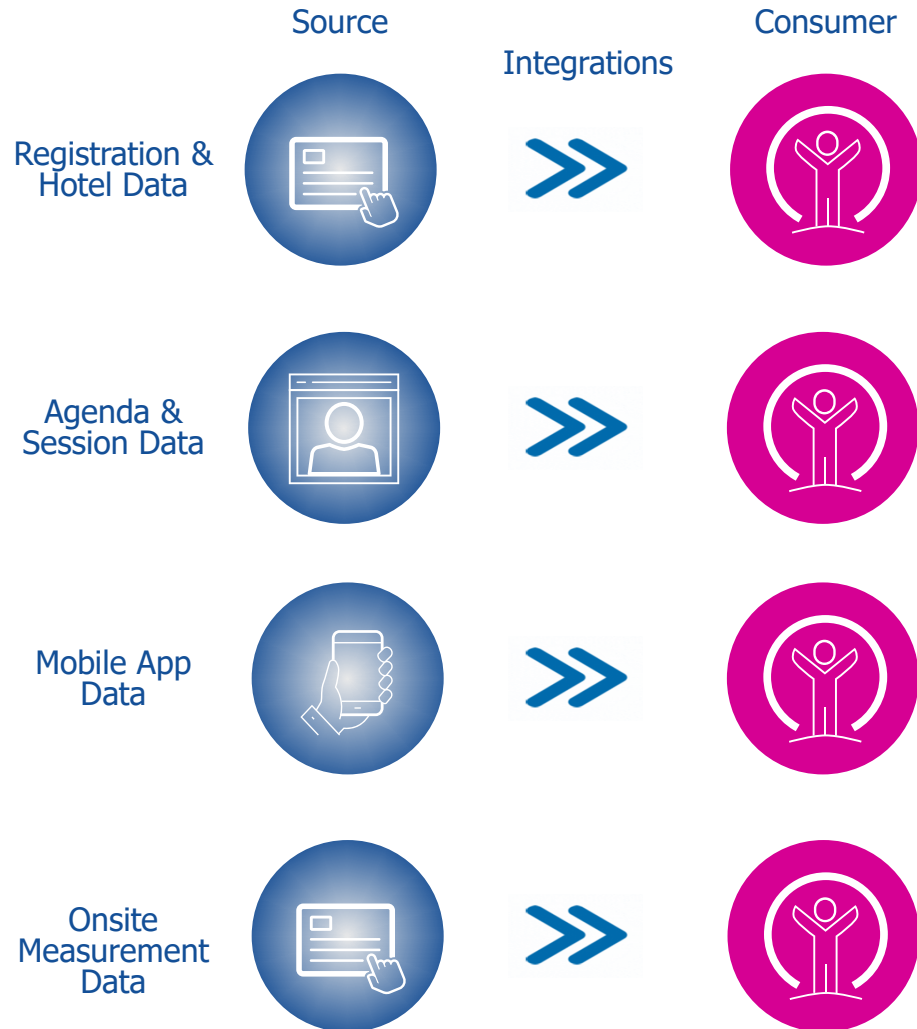 Source
Consumer
Integrations
Registration &
Hotel Data
Agenda &
Session Data
Mobile App
Data
Onsite
Measurement
Data